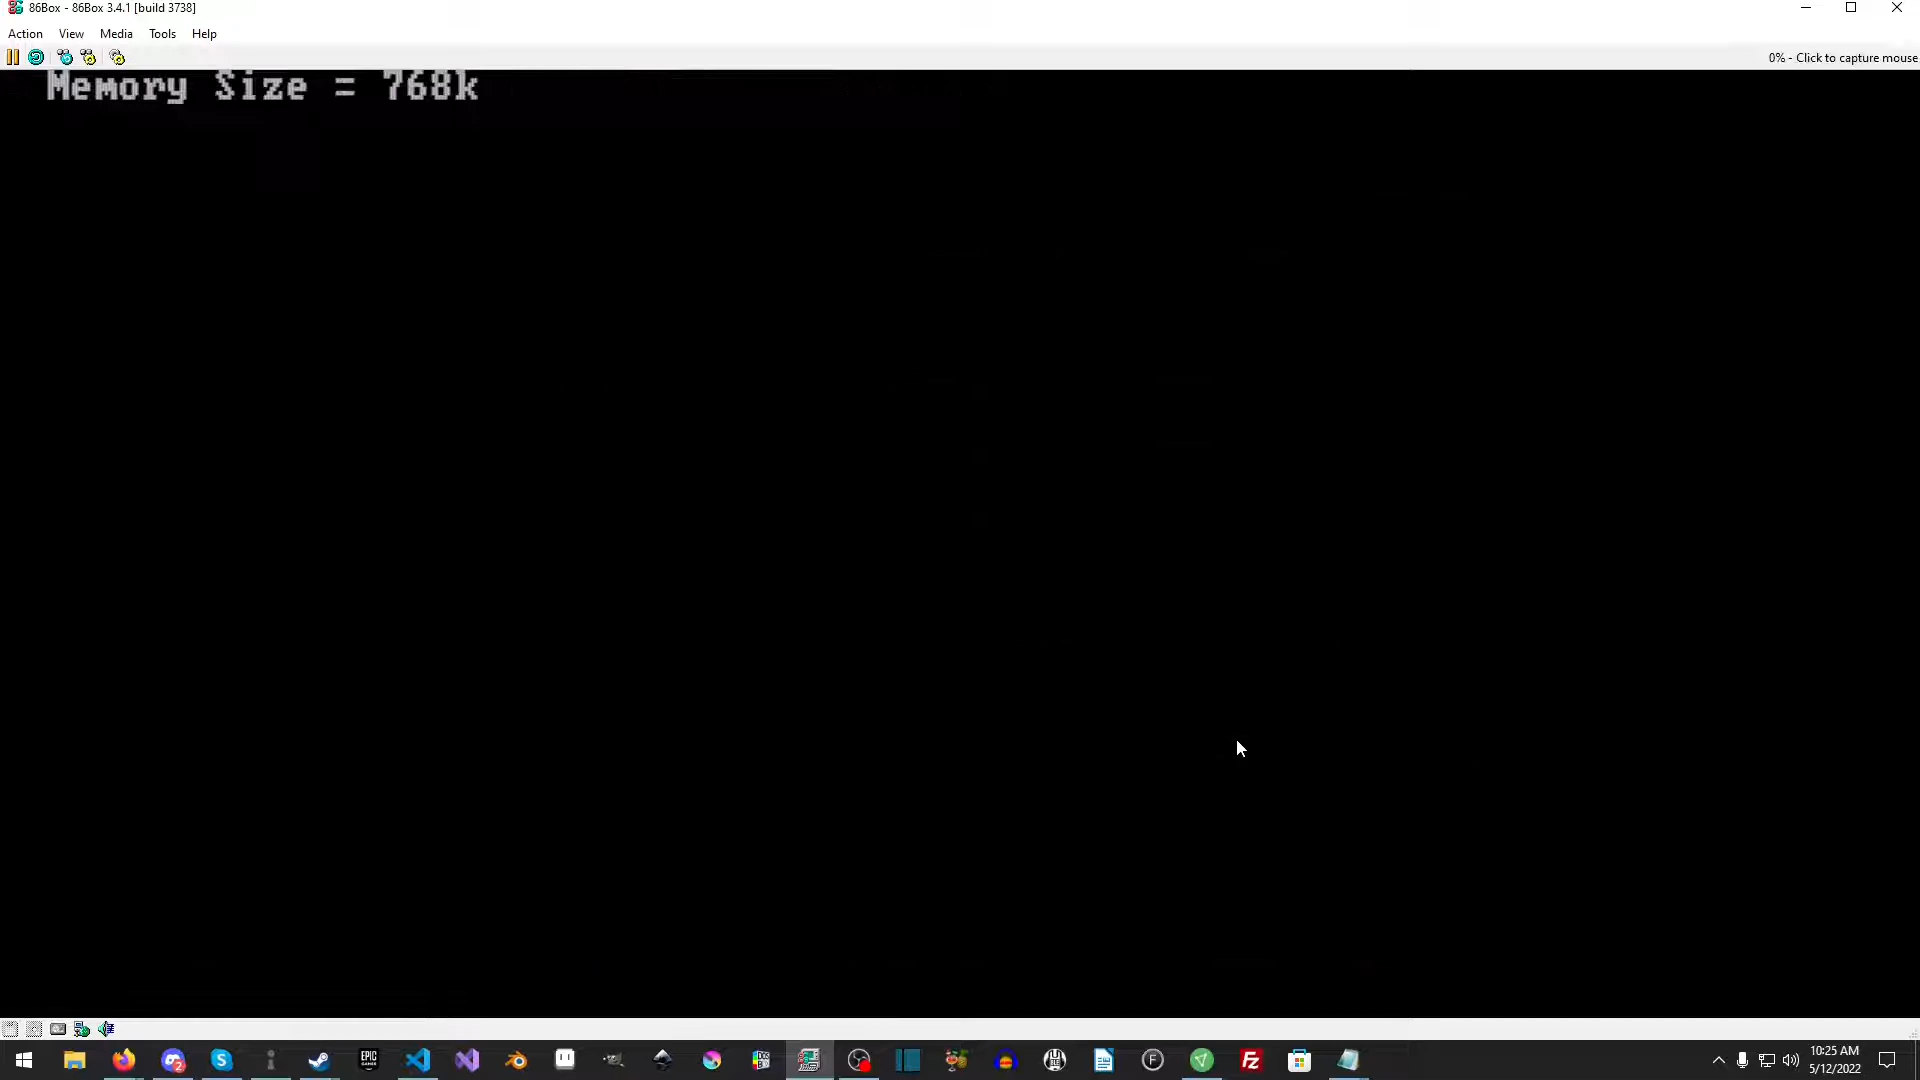 86Box - 86Box 3.4.1 [build 3738]
Action View Media Tools Help
0% - Click to capture mouse
Memory Size = 768k
10:25 AM
5/12/2022